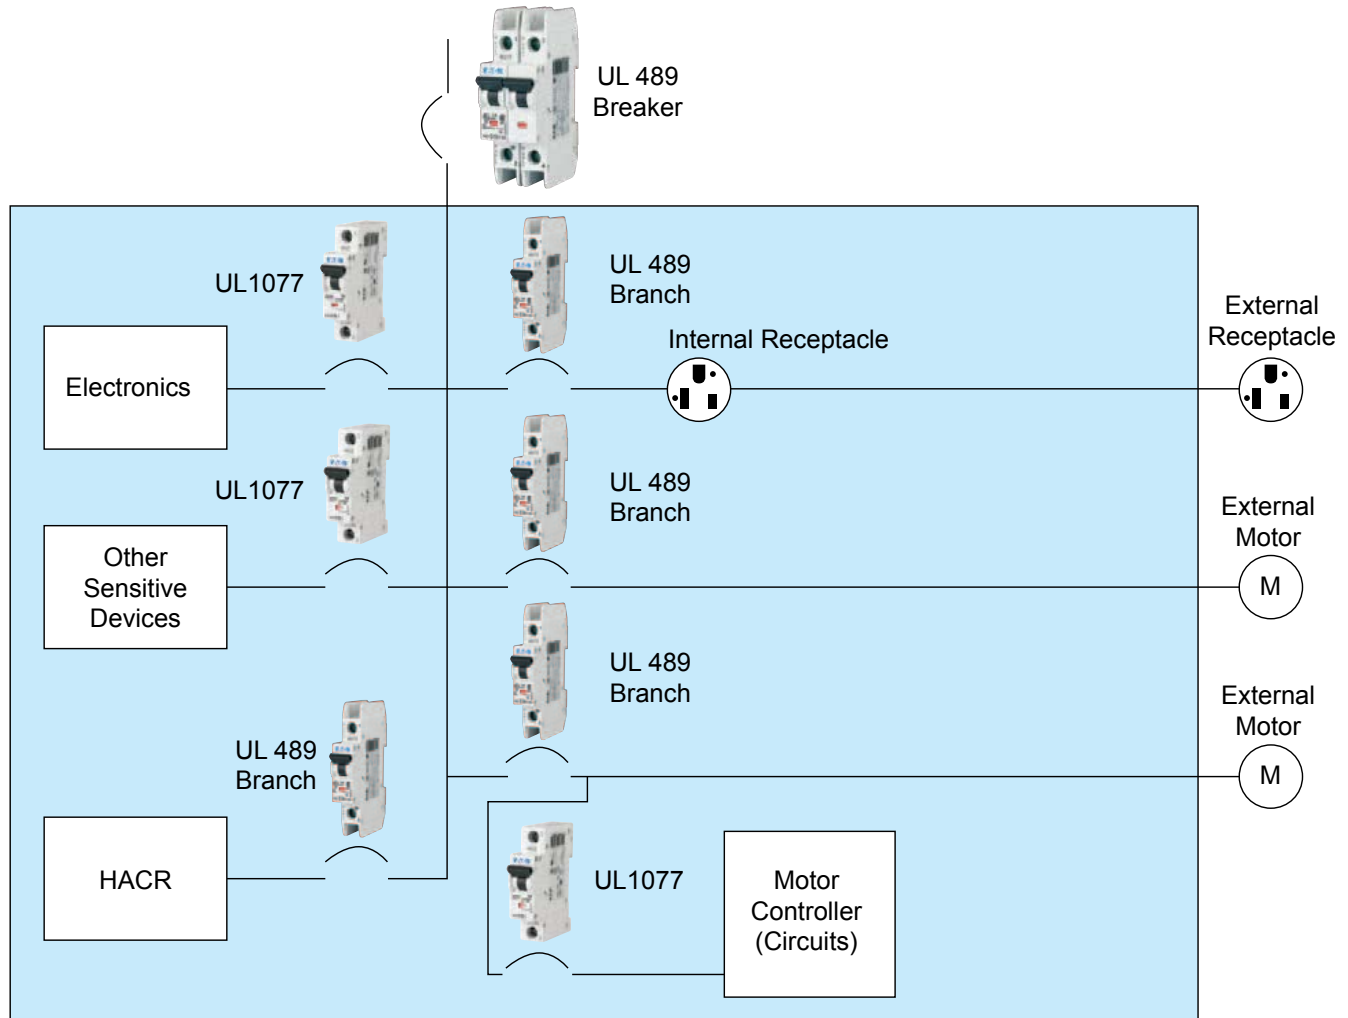 UL 489
Breaker
UL1077
UL 489
Branch
Internal Receptacle
External
Receptacle
Electronics
UL1077
UL 489
Branch
External
Motor
Other
Sensitive
Devices
M
UL 489
Branch
External
Motor
UL 489
Branch
M
HACR
UL1077
Motor
Controller
(Circuits)